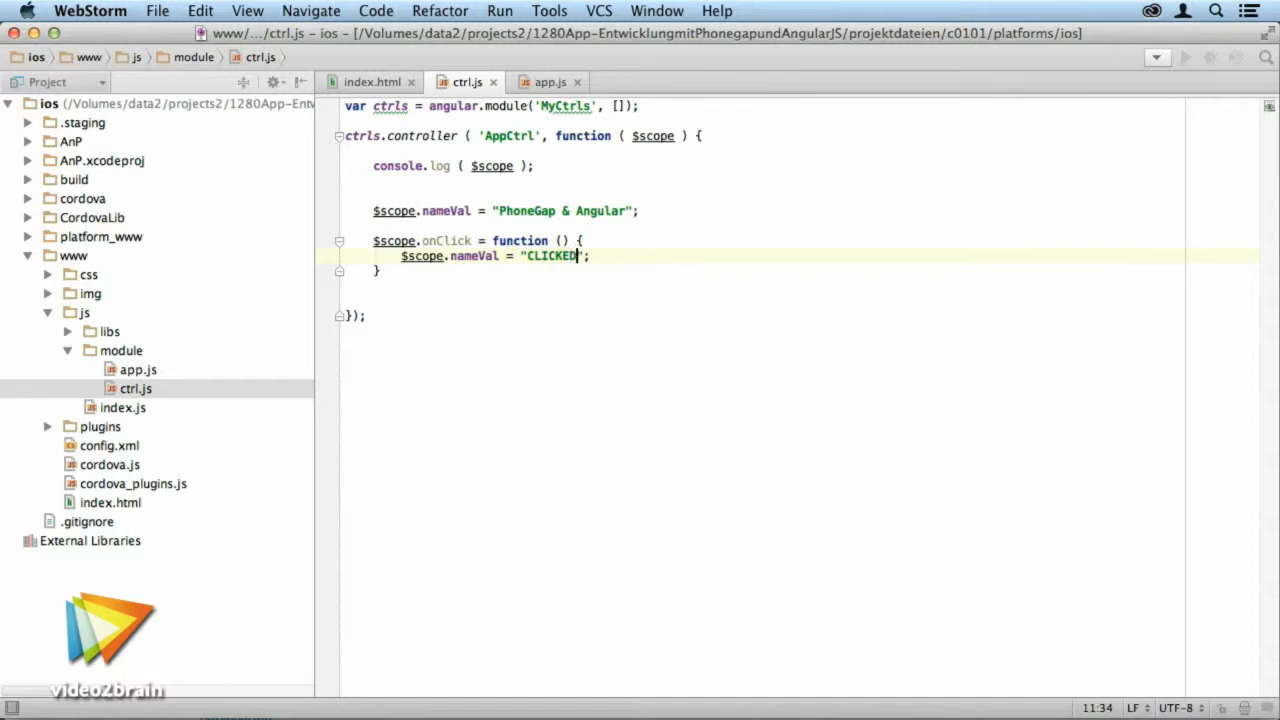 WebStorm File Edit View Navigate Code Refactor Run Tools VCS Window Help
www/.../ctrl.js - ios - [/Volumes/data2/projects2/1280App-EntwicklungmitPhonegapundAngularJS/projektdateien/c0101/platforms/ios]
ios www js module ctrl.js
Project index.html ctrl.js app.js
ios (/Volumes/data2/projects2/1280App-Entw
.staging
AnP
AnP.xcodeproj
build
cordova
CordovaLib
platform_www
www
css
img
js
libs
module
app.js
ctrl.js
index.js
plugins
config.xml
cordova.js
cordova_plugins.js
index.html
.gitignore
External Libraries
var ctrls = angular.module('MyCtrls', []);
ctrls.controller ( 'AppCtrl', function ( $scope ) {
console.log ( $scope );
$scope.nameVal = "PhoneGap & Angular";
$scope.onClick = function () {
$scope.nameVal = "CLICKED";
}
});
video2brain
11:34 LF UTF-8